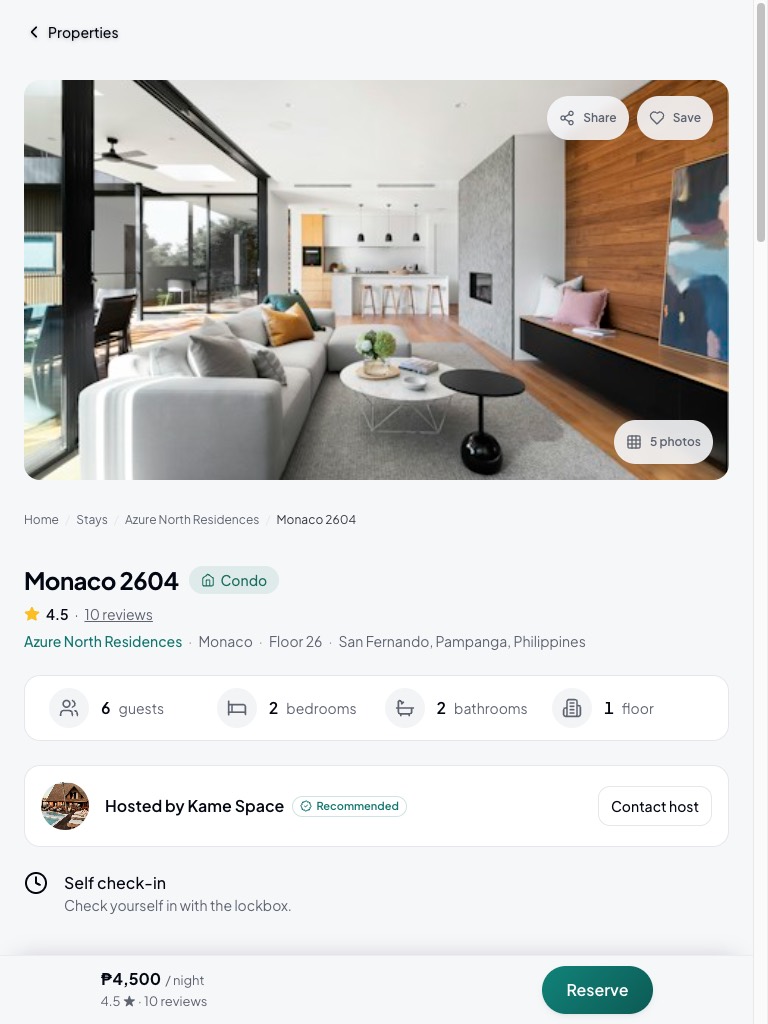 Properties
Share
Save
5 photos
Home / Stays / Azure North Residences / Monaco 2604
Monaco 2604
Condo
4.5 · 10 reviews
Azure North Residences · Monaco · Floor 26 · San Fernando, Pampanga, Philippines
6 guests
2 bedrooms
2 bathrooms
1 floor
Hosted by Kame Space
Recommended
Contact host
Self check-in
Check yourself in with the lockbox.
₱4,500 / night
4.5 ★ · 10 reviews
Reserve